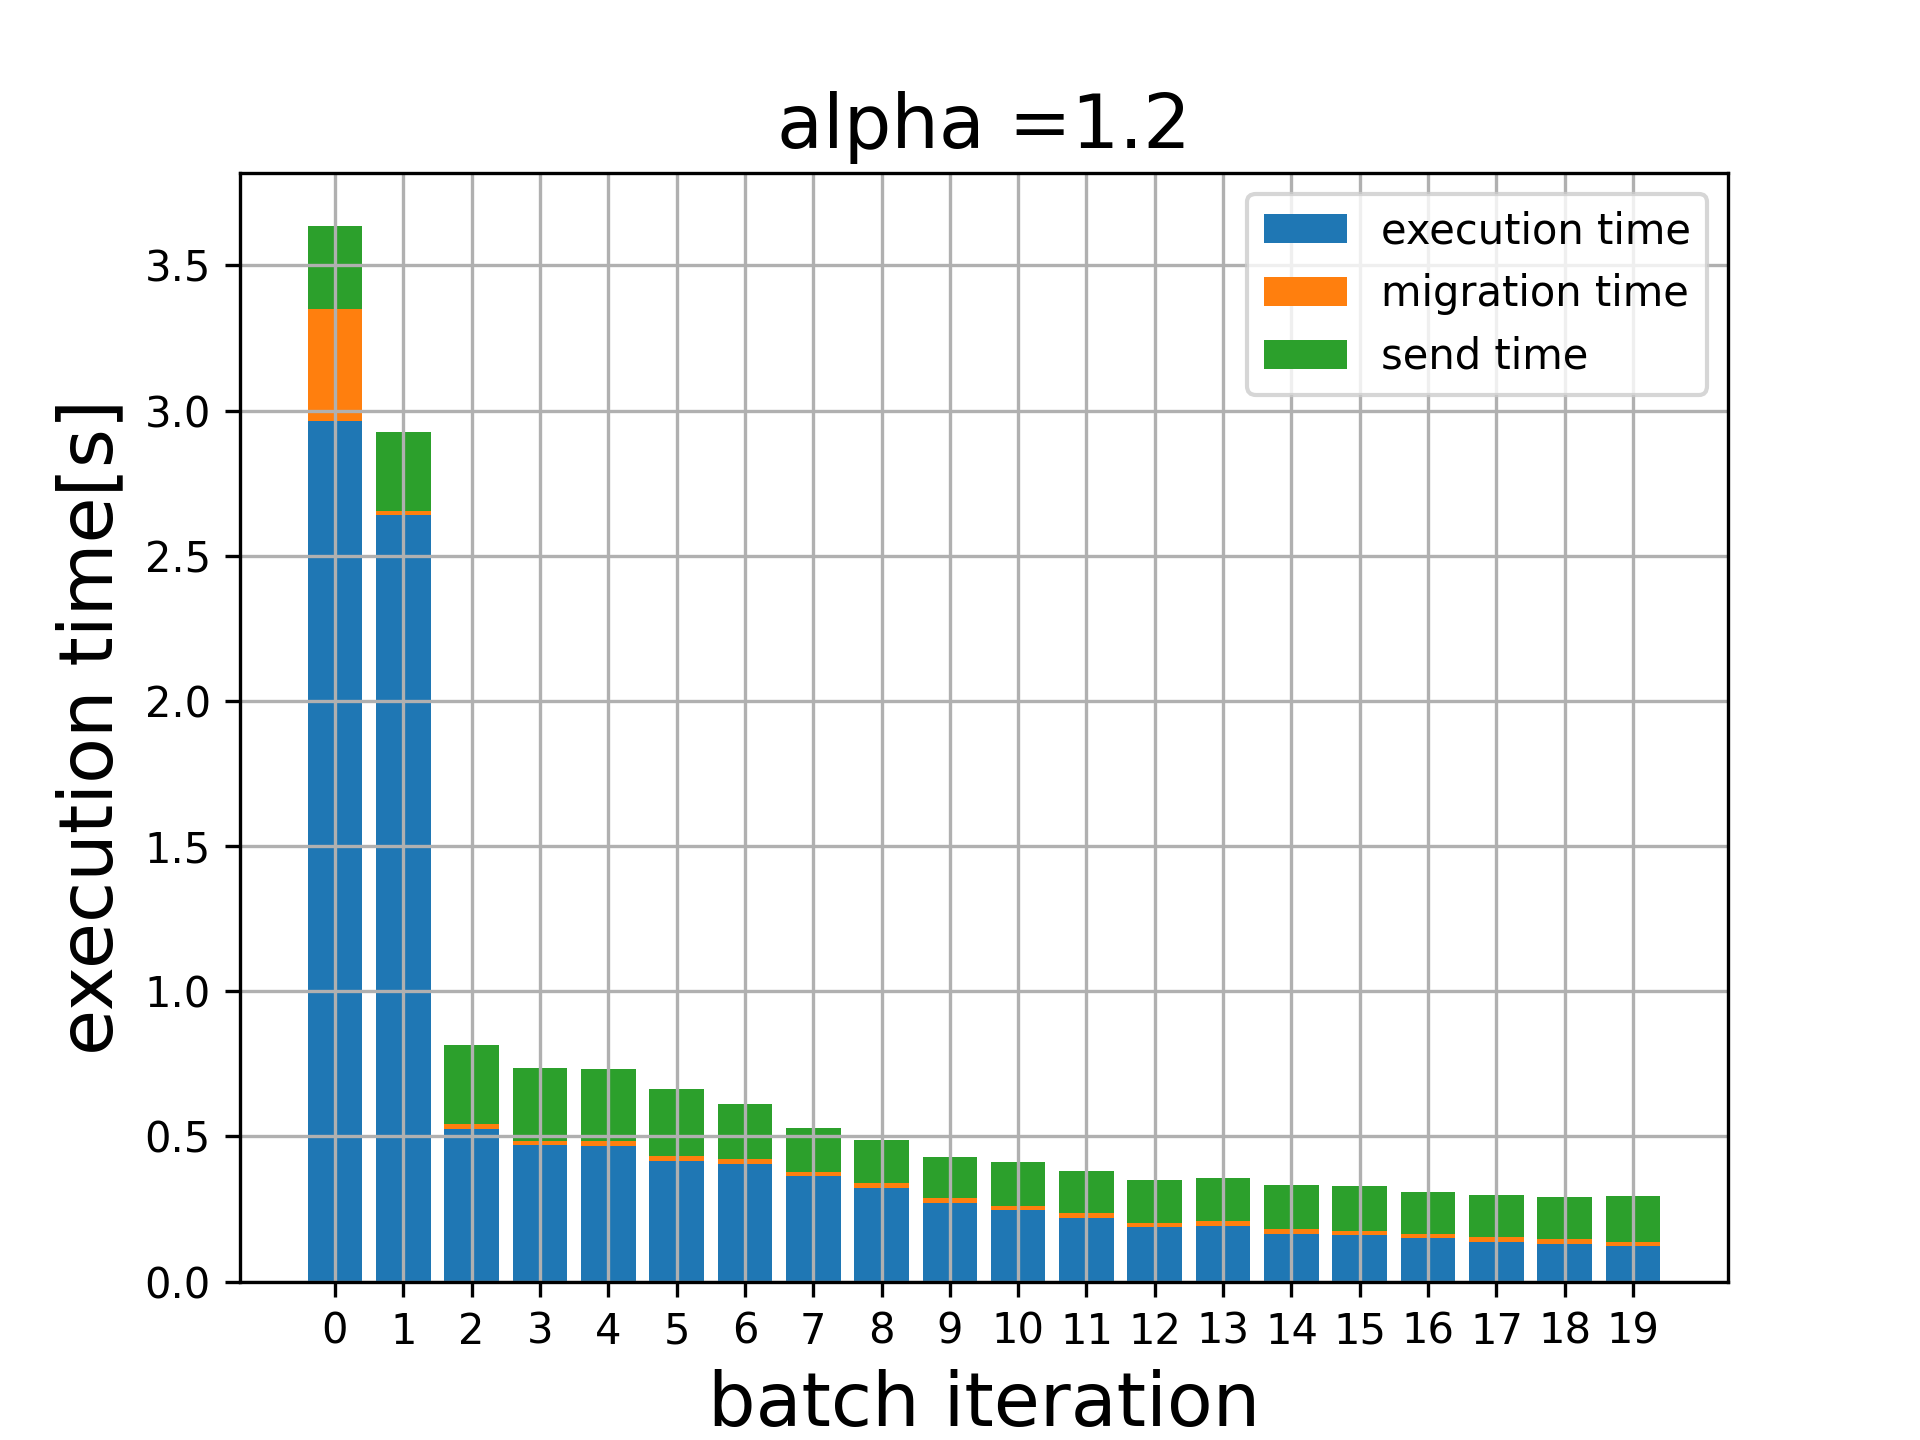 alpha =1.2
execution time
migration time
send time
execution time[s]
3.5
3.0
2.5
2.0
1.5
1.0
0.5
0.0
0 1 2 3 4 5 6 7 8 9 10 11 12 13 14 15 16 17 18 19
batch iteration